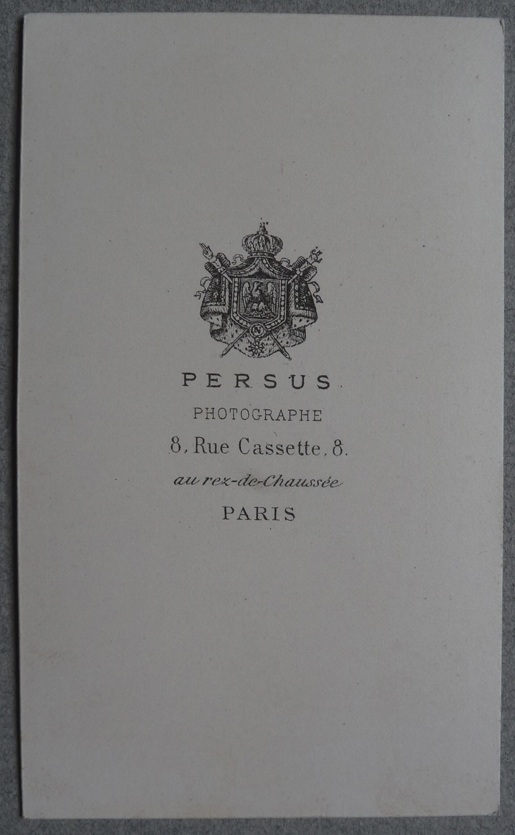 N
PERSUS
PHOTOGRAPHE
8, Rue Cassette, 8.
au rez-de-Chaussée
PARIS